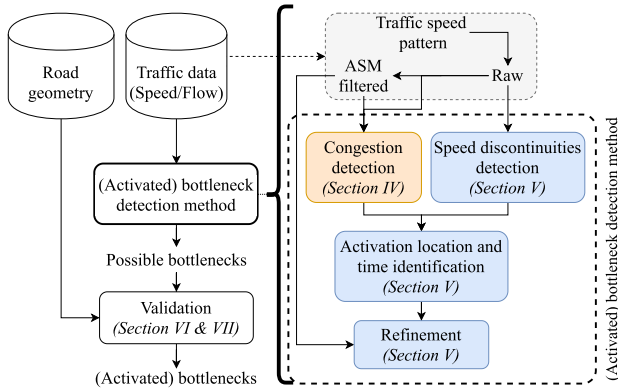 Road
geometry
Traffic data
(Speed/Flow)
(Activated) bottleneck
detection method
Possible bottlenecks
Validation
(Section VI & VII)
(Activated) bottlenecks
Traffic speed
pattern
ASM
filtered
Raw
Congestion
detection
(Section IV)
Speed discontinuities
detection
(Section V)
Activation location and
time identification
(Section V)
Refinement
(Section V)
(Activated) bottleneck detection method